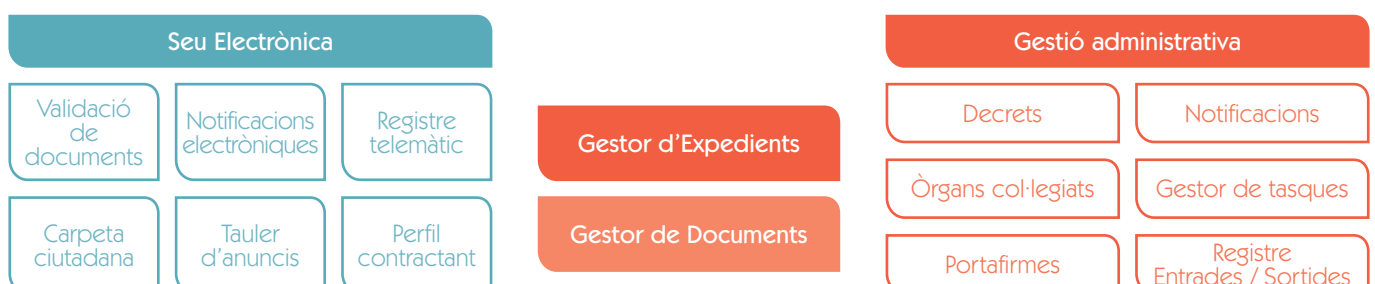 Seu Electrònica
Validació
de
documents
Notificacions
electròniques
Registre
telemàtic
Carpeta
ciutadana
Tauler
d'anuncis
Perfil
contractant
Gestor d'Expedients
Gestor de Documents
Gestió administrativa
Decrets
Notificacions
Òrgans col·legiats
Gestor de tasques
Portafirmes
Registre
Entrades / Sortides